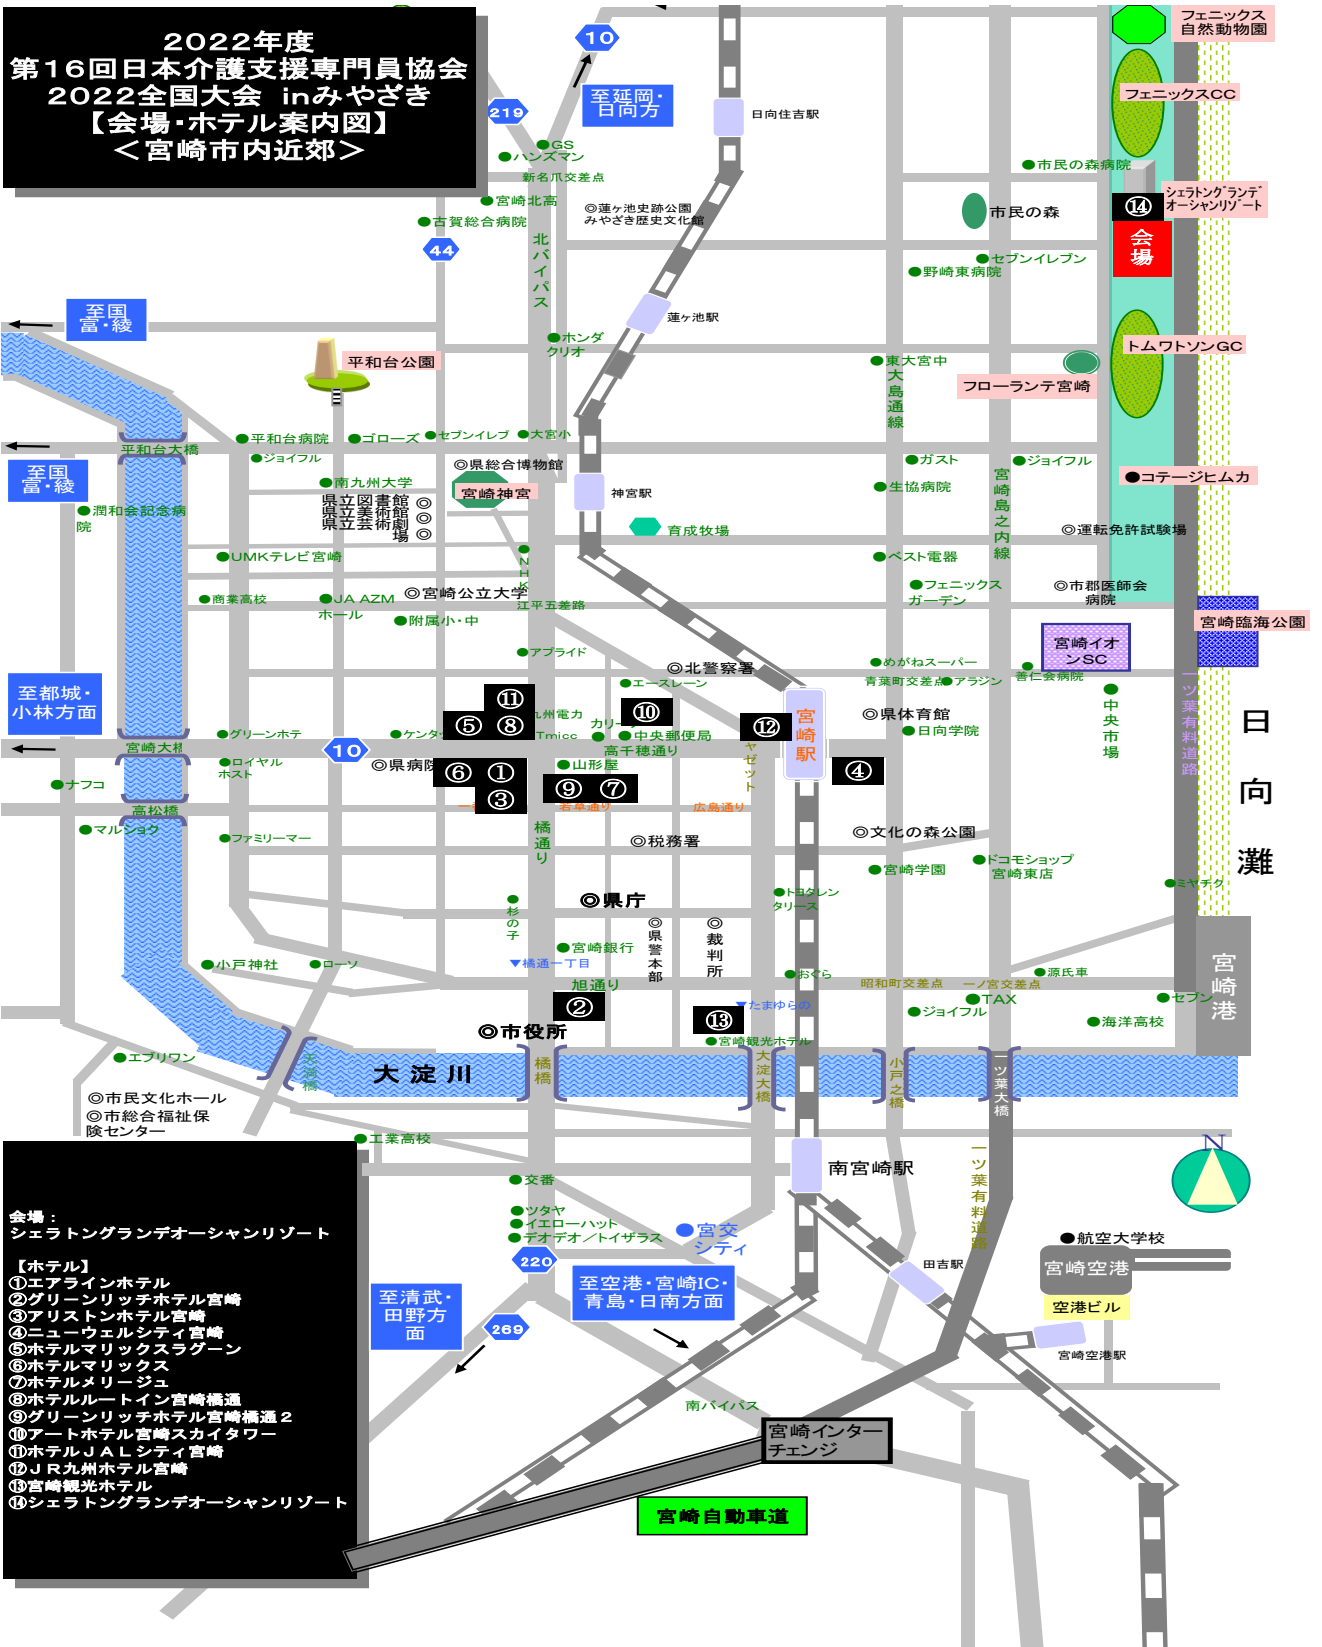 2022年度
第16回日本介護支援専門員協会
2022全国大会 inみやざき
【会場・ホテル案内図】
＜宮崎市内近郊＞
10
至延岡・
日向方
219
●GS
●ハンズマン
新名爪交差点
●宮崎北高
●古賀総合病院
44
北バイパス
◎蓮ヶ池史跡公園
みやざき歴史文化館
日向住吉駅
フェニックス
自然動物園
フェニックスCC
●市民の森病院
市民の森
シェラトングランデ
オーシャンリゾート
⑭
会場
●セブンイレブン
●野崎東病院
至国
富・綾
平和台公園
蓮ヶ池駅
●ホンダ
クリオ
●東大宮中
大島通線
トムワトソンGC
フローランテ宮崎
平和台大橋
●平和台病院
●ゴローズ
●セブンイレブ
●大宮小
●ジョイフル
至国
富・綾
●南九州大学
県立図書館 ◎
県立美術館 ◎
県立芸術劇
場 ◎
◎県総合博物館
宮崎神宮
神宮駅
●ガスト
●ジョイフル
●生協病院
宮崎島之内線
●コテージヒムカ
●潤和会記念病
院
育成牧場
◎運転免許試験場
●UMKテレビ宮崎
●NHK
●ベスト電器
●商業高校
●JA AZM
ホール
◎宮崎公立大学
江平五差路
●フェニックス
ガーデン
◎市郡医師会
病院
●附属小・中
宮崎臨海公園
宮崎イオ
ンSC
●アプライド
◎北警察署
●めがねスーパー
青葉町交差点
●アラジン
●善仁会病院
●エースレーン
至都城・
小林方面
⑪
⑤ ⑧
九州電力
⑩
⑫
宮崎駅
◎県体育館
●日向学院
●中央市場
一ツ葉有料道路
日向灘
宮崎大橋
●グリーンホテ
10
●ケンタッ
Tmicc
●中央郵便局
高千穂通り
●ロイヤル
ホスト
◎県病院
⑥ ①
③
●山形屋
⑨ ⑦
④
●ナフコ
高松橋
若草通り
広島通り
●マルショク
●ファミリーマー
橘通り
◎税務署
◎文化の森公園
●宮崎学園
●ドコモショップ
宮崎東店
●ミヤチク
●トヨタレン
タリース
◎県庁
●杉の子
◎県警本部
◎裁判所
●宮崎銀行
●小戸神社
●ローソ
▼橘通一丁目
旭通り
●おぐら
昭和町交差点
一ノ宮交差点
●源氏車
宮崎港
②
⑬
▼たまゆらの
●TAX
●ジョイフル
●セブン
●海洋高校
◎市役所
●宮崎観光ホテル
●エブリワン
天満橋
大淀川
橘橋
大淀大橋
小戸之橋
一ツ葉大橋
◎市民文化ホール
◎市総合福祉保
険センター
●工業高校
N
●交番
南宮崎駅
一ツ葉有料道路
●ツタヤ
●イエローハット
●デオデオ／トイザラス
●宮交
シティ
220
田吉駅
●航空大学校
宮崎空港
空港ビル
宮崎空港駅
至清武・
田野方
面
269
至空港・宮崎IC・
青島・日南方面
南バイパス
宮崎インター
チェンジ
宮崎自動車道
会場：
シェラトングランデオーシャンリゾート
【ホテル】
①エアラインホテル
②グリーンリッチホテル宮崎
③アリストンホテル宮崎
④ニューウェルシティ宮崎
⑤ホテルマリックスラグーン
⑥ホテルマリックス
⑦ホテルメリージュ
⑧ホテルルートイン宮崎橘通
⑨グリーンリッチホテル宮崎橘通２
⑩アートホテル宮崎スカイタワー
⑪ホテルＪＡＬシティ宮崎
⑫ＪＲ九州ホテル宮崎
⑬宮崎観光ホテル
⑭シェラトングランデオーシャンリゾート